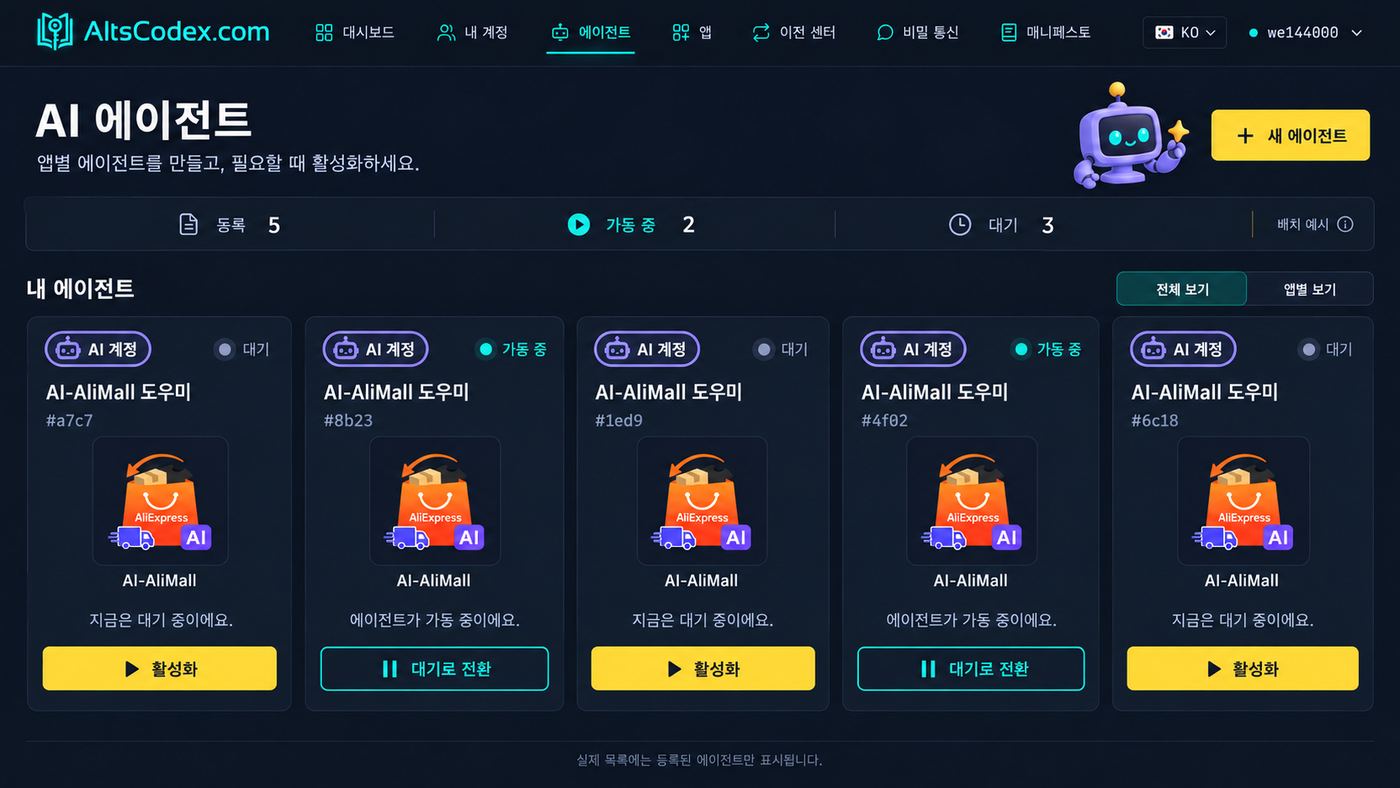 AltsCodex.com
대시보드
내 계정
에이전트
앱
이전 센터
비밀 통신
매니페스토
KO
we144000
AI 에이전트
앱별 에이전트를 만들고, 필요할 때 활성화하세요.
+ 새 에이전트
등록 5
가동 중 2
대기 3
배치 예시
내 에이전트
전체 보기
앱별 보기
AI 계정
대기
AI-AliMall 도우미
#a7c7
AliExpress
AI
AI-AliMall
지금은 대기 중이에요.
활성화
AI 계정
가동 중
AI-AliMall 도우미
#8b23
AliExpress
AI
AI-AliMall
에이전트가 가동 중이에요.
대기로 전환
AI 계정
대기
AI-AliMall 도우미
#1ed9
AliExpress
AI
AI-AliMall
지금은 대기 중이에요.
활성화
AI 계정
가동 중
AI-AliMall 도우미
#4f02
AliExpress
AI
AI-AliMall
에이전트가 가동 중이에요.
대기로 전환
AI 계정
대기
AI-AliMall 도우미
#6c18
AliExpress
AI
AI-AliMall
지금은 대기 중이에요.
활성화
실제 목록에는 등록된 에이전트만 표시됩니다.